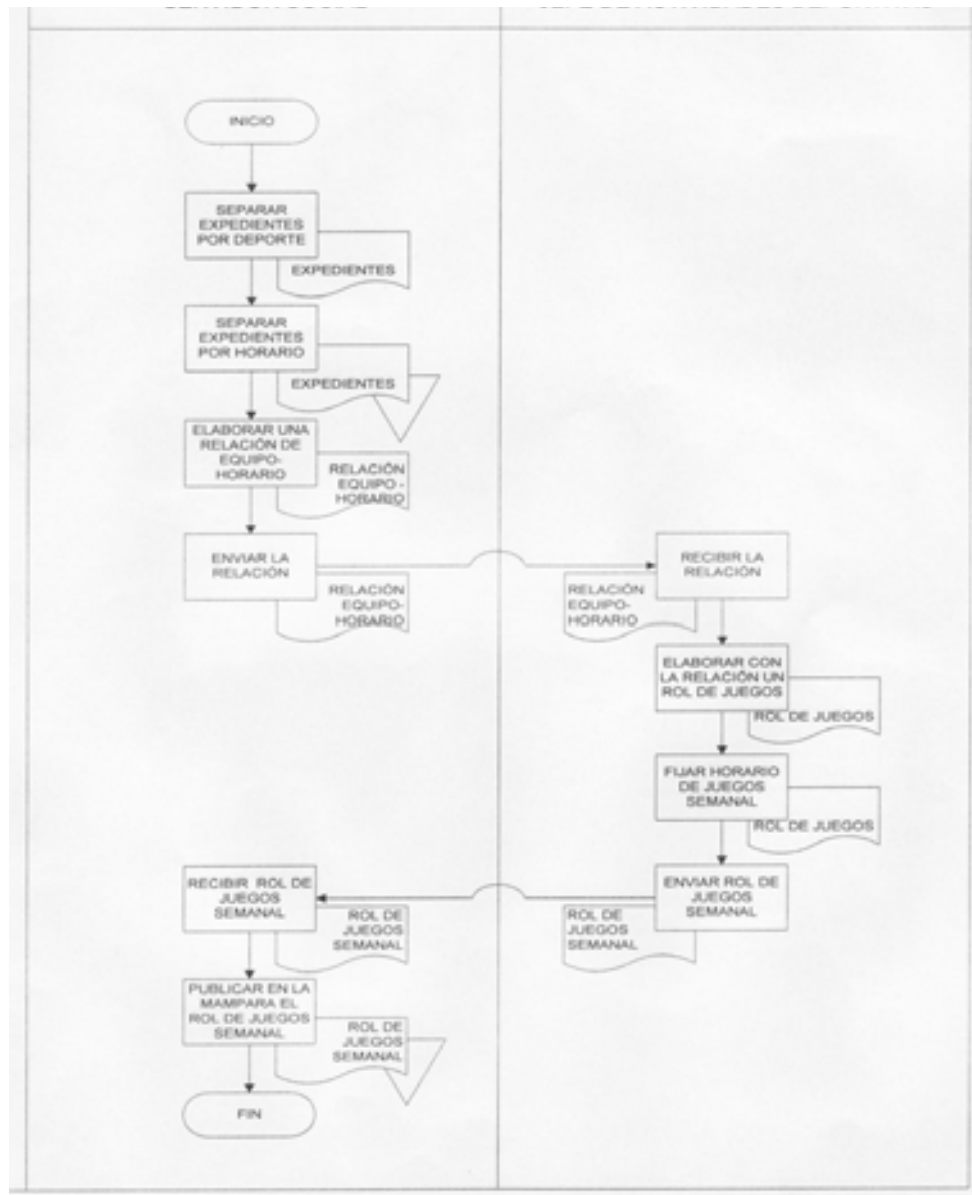 INICIO
SEPARAR
EXPEDIENTES
POR DEPORTE
EXPEDIENTES
SEPARAR
EXPEDIENTES
POR HORARIO
EXPEDIENTES
ELABORAR UNA
RELACIÓN DE
EQUIPO-
HORARIO
RELACIÓN
EQUIPO -
HORARIO
ENVIAR LA
RELACIÓN
RELACIÓN
EQUIPO-
HORARIO
RECIBIR LA
RELACIÓN
RELACIÓN
EQUIPO-
HORARIO
ELABORAR CON
LA RELACIÓN UN
ROL DE JUEGOS
ROL DE JUEGOS
FIJAR HORARIO
DE JUEGOS
SEMANAL
ROL DE JUEGOS
ENVIAR ROL DE
JUEGOS
SEMANAL
ROL DE
JUEGOS
SEMANAL
RECIBIR ROL DE
JUEGOS
SEMANAL
ROL DE
JUEGOS
SEMANAL
PUBLICAR EN LA
MAMPARA EL
ROL DE JUEGOS
SEMANAL
ROL DE
JUEGOS
SEMANAL
FIN